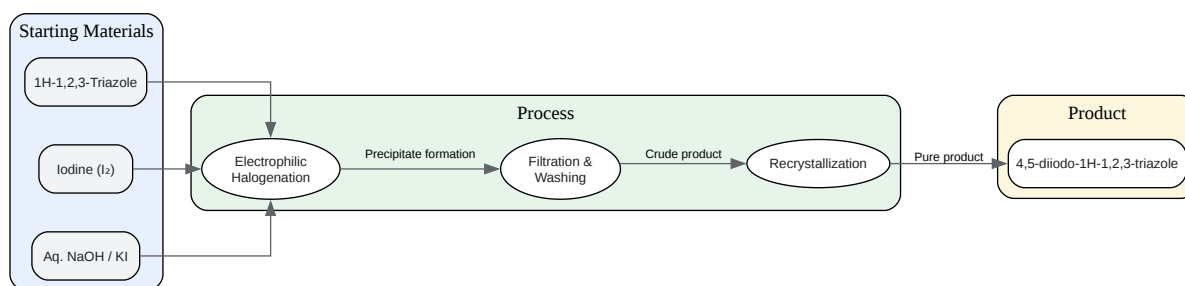 Starting Materials
1H-1,2,3-Triazole
Iodine (I₂)
Aq. NaOH / KI
Process
Electrophilic
Halogenation
Precipitate formation
Filtration &
Washing
Crude product
Recrystallization
Pure product
Product
4,5-diiodo-1H-1,2,3-triazole